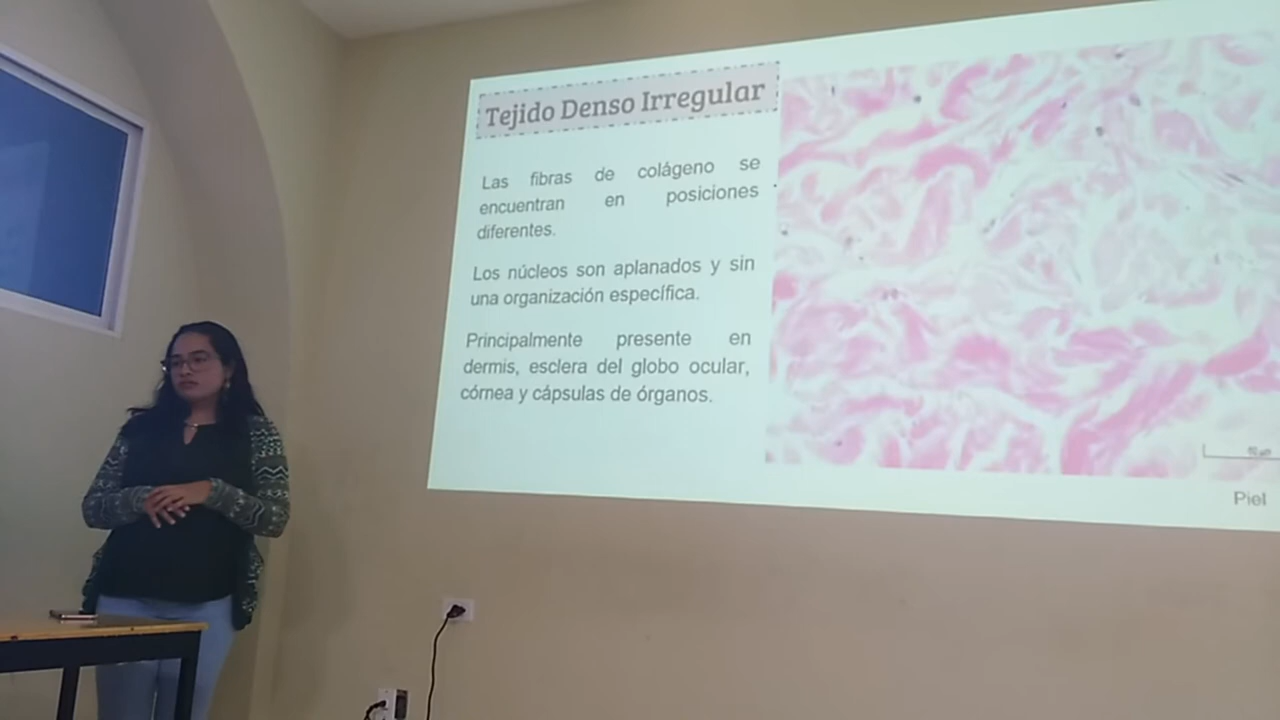 Tejido Denso Irregular
Las fibras de colágeno se
encuentran en posiciones
diferentes.
Los núcleos son aplanados y sin
una organización específica.
Principalmente presente en
dermis, esclera del globo ocular,
córnea y cápsulas de órganos.
Piel